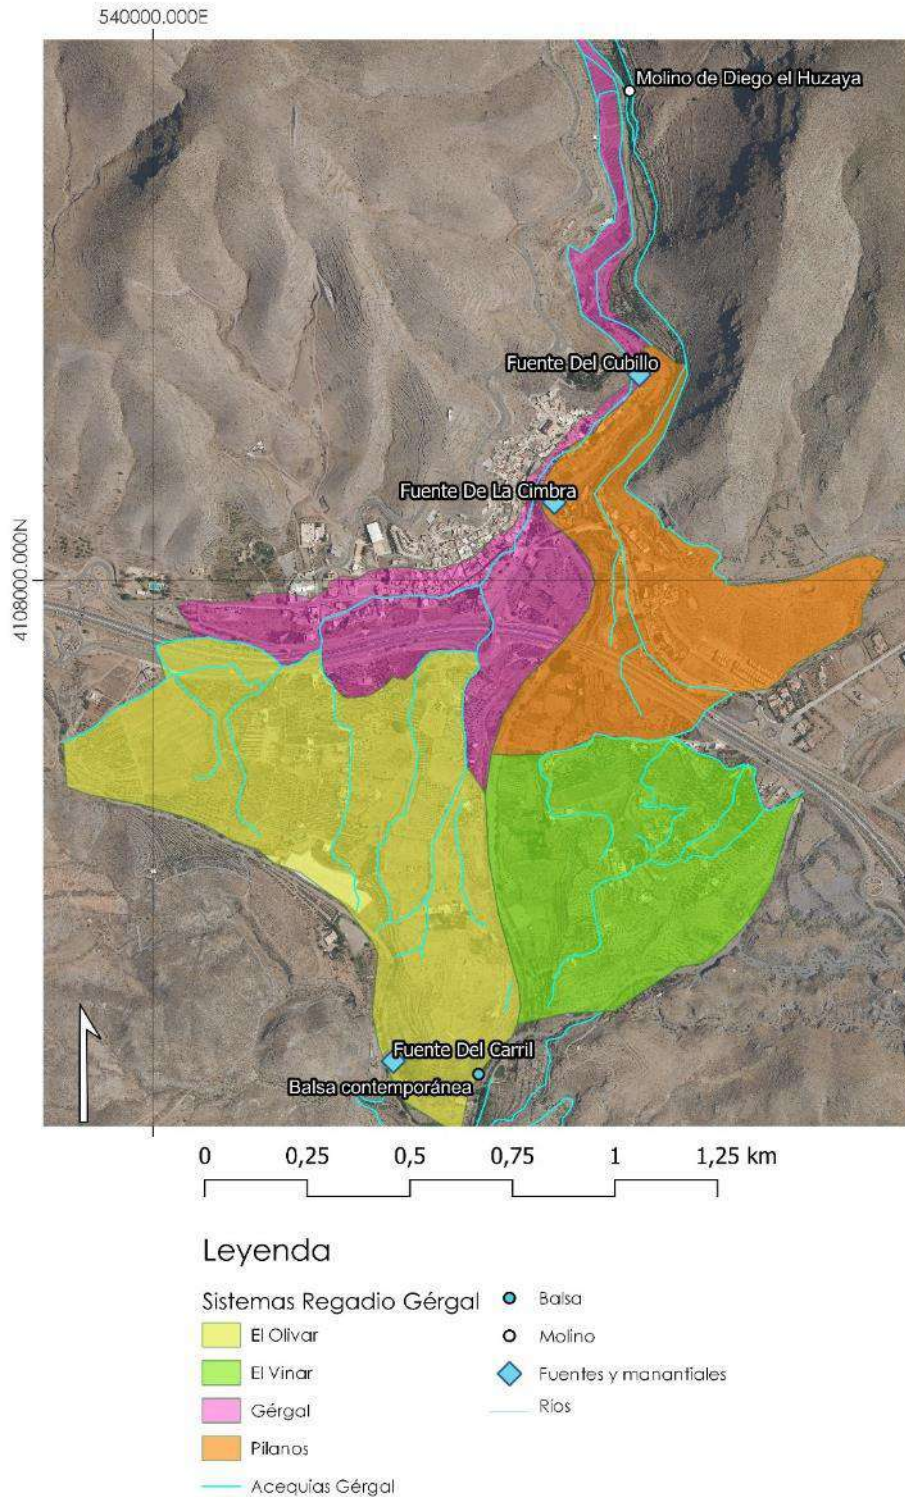 540000.000E
Molino de Diego el Huzaya
Fuente Del Cubillo
Fuente De La Cimbra
4108000.000N
Fuente Del Carril
Balsa contemporánea
0 0,25 0,5 0,75 1 1,25 km
Leyenda
Sistemas Regadio Gérgal
El Olivar
El Vinar
Gérgal
Pilanos
Acequias Gérgal
Balsa
Molino
Fuentes y manantiales
Ríos